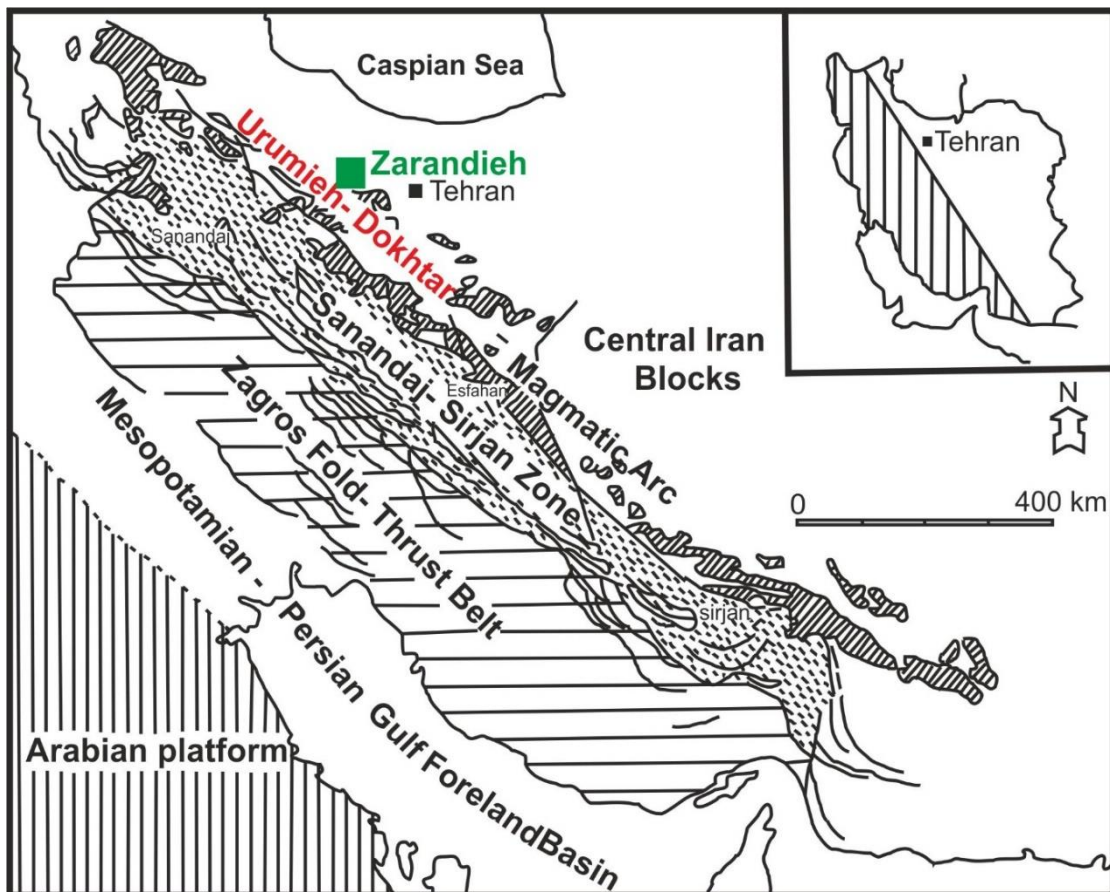 Caspian Sea
Tehran
Urumieh- Dokhtar
- Magmatic Arc
Zarandieh
Tehran
Sanandaj
Sanandaj- Sirjan Zone
Esfahan
Central Iran
Blocks
N
0 400 km
Zagros Fold- Thrust Belt
Mesopotamian - Persian Gulf ForelandBasin
sirjan
Arabian platform